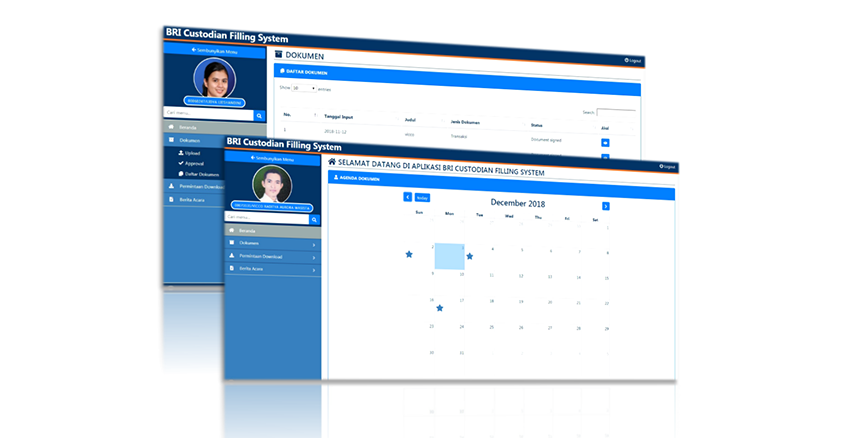 BRI Custodian Filling System
Logout
Sembunyikan Menu
DOKUMEN
DAFTAR DOKUMEN
Show 10 entries
Search:
Cari menu...
No.
Tanggal Input
Judul
Jenis Dokumen
Status
Aksi
1
2018-11-12
Transaksi
Document signed
Beranda
Dokumen
Upload
Approval
Daftar Dokumen
Permintaan Download
Berita Acara
BRI Custodian Filling System
Logout
Sembunyikan Menu
SELAMAT DATANG DI APLIKASI BRI CUSTODIAN FILLING SYSTEM
AGENDA DOKUMEN
Cari menu...
Beranda
Dokumen
Permintaan Download
Berita Acara
Today
December 2018
Sun Mon Tue Wed Thu Fri Sat
1
2 3 4 5 6 7 8
9 10 11 12 13 14 15
16 17 18 19 20 21 22
23 24 25 26 27 28 29
30 31